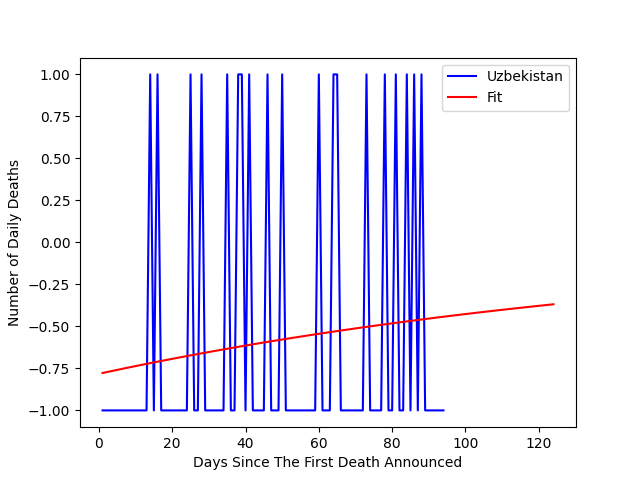 Uzbekistan
Fit
1.00
0.75
0.50
0.25
0.00
−0.25
−0.50
−0.75
−1.00
Number of Daily Deaths
0 20 40 60 80 100 120
Days Since The First Death Announced